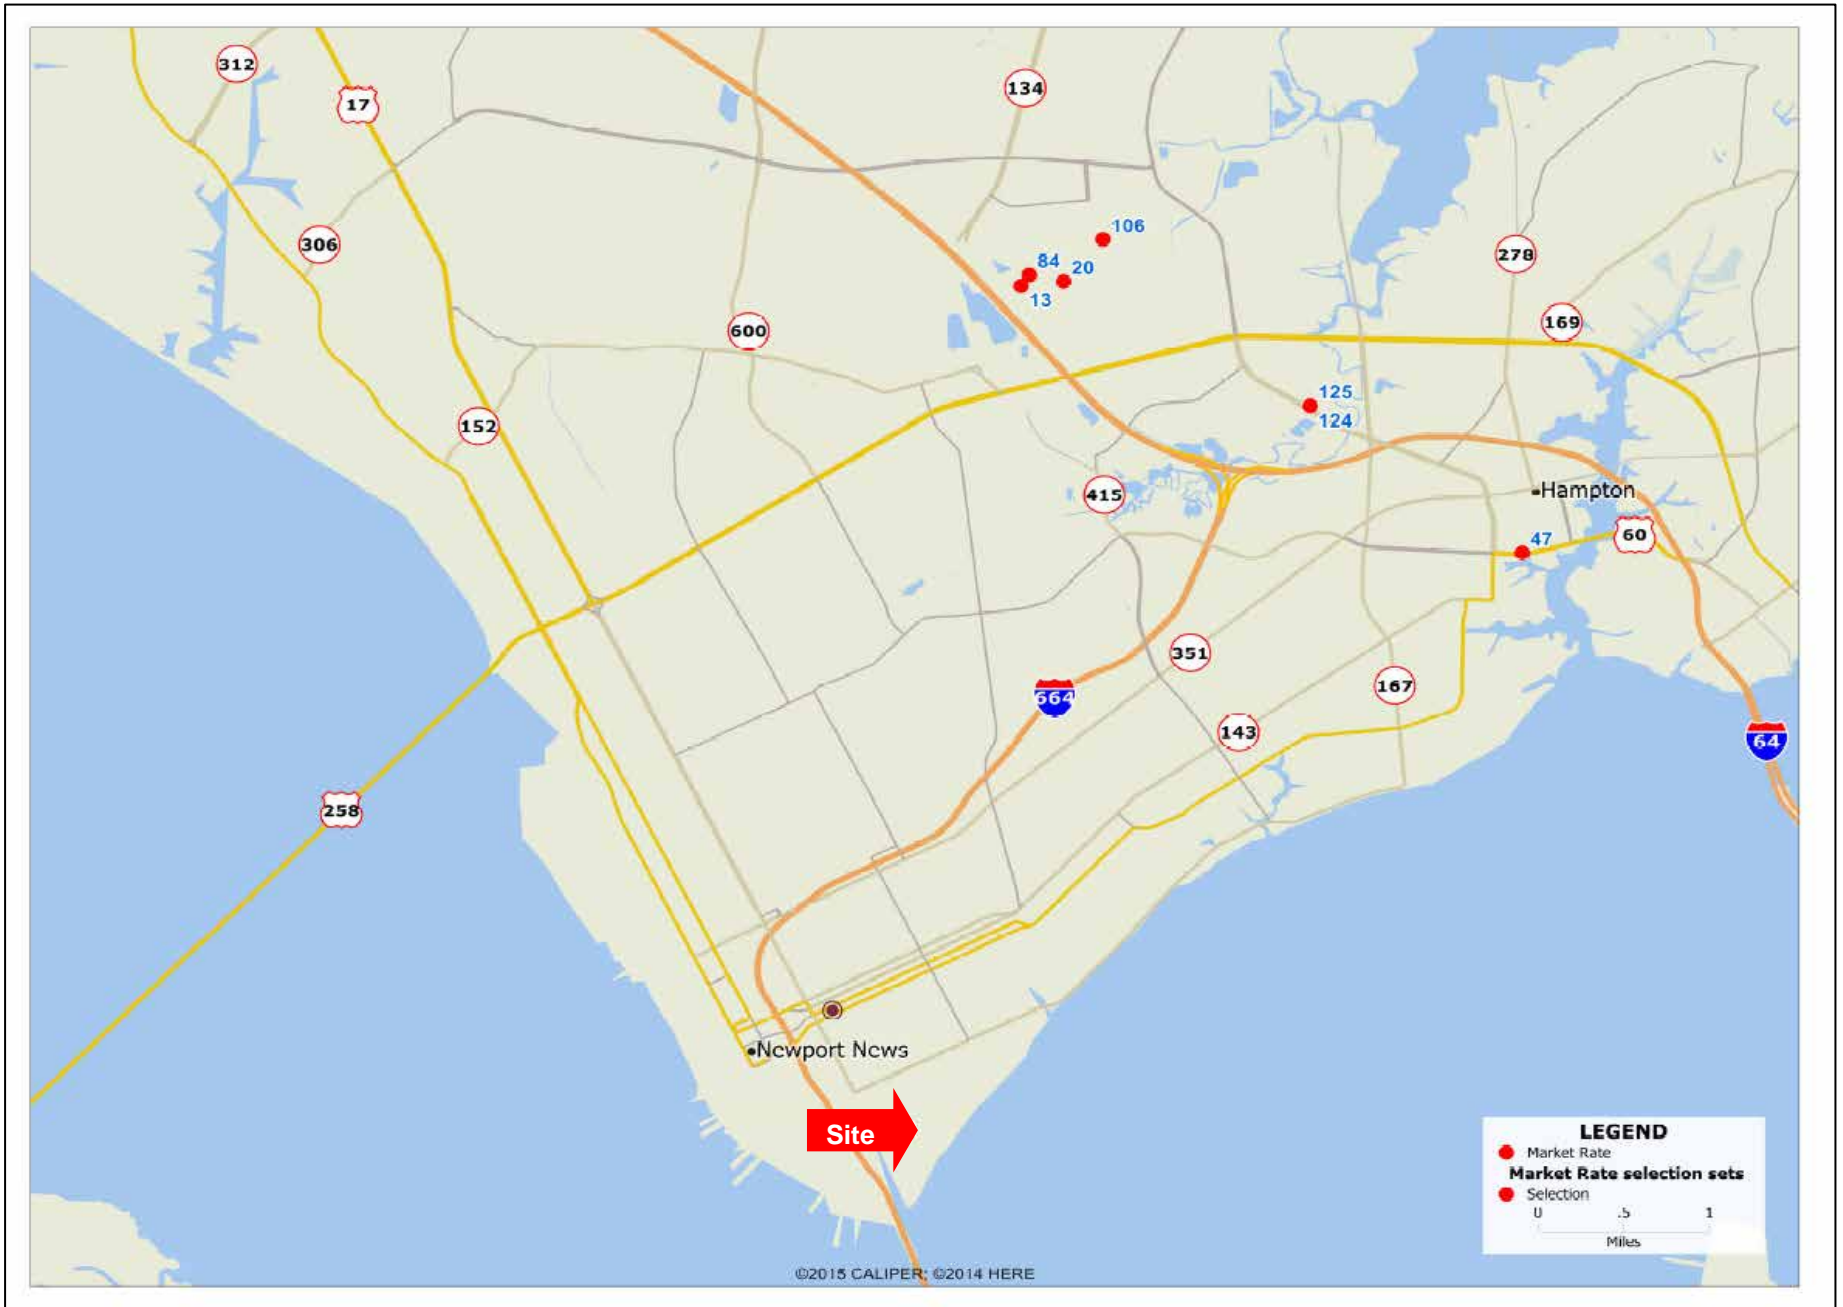 312
17
134
106
306
84
20
278
13
169
600
125
124
152
415
Hampton
47
60
351
664
167
143
64
258
Newport News
Site
LEGEND
Market Rate
Market Rate selection sets
Selection
0 .5 1
Miles
©2015 CALIPER; ©2014 HERE